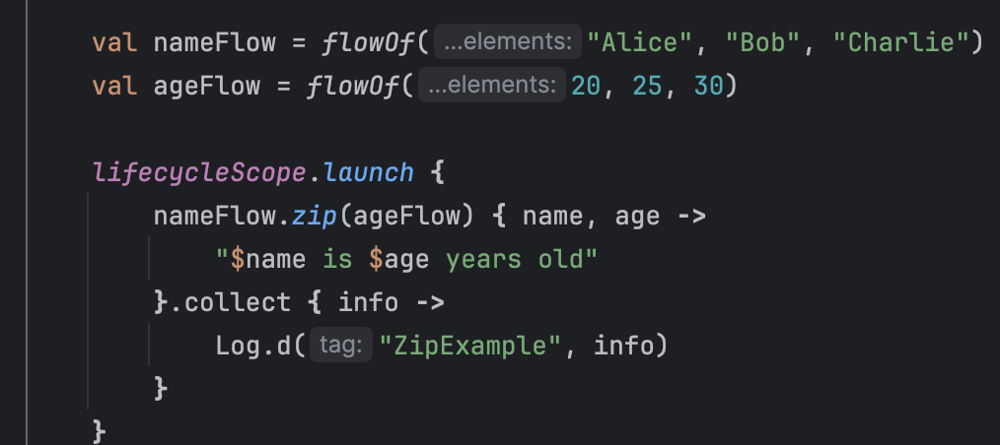 val nameFlow = flowOf(...elements: "Alice", "Bob", "Charlie")
val ageFlow = flowOf(...elements: 20, 25, 30)
lifecycleScope.launch {
nameFlow.zip(ageFlow) { name, age ->
"$name is $age years old"
}.collect { info ->
Log.d(tag: "ZipExample", info)
}
}